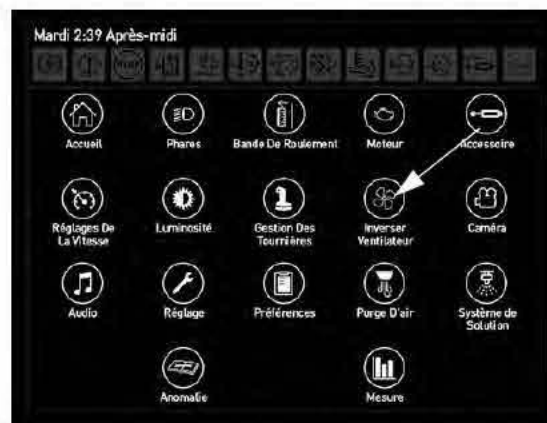 Mardi 2:39 Après-midi
Accueil
Phares
Bande De Roulement
Moteur
Accessoire
Réglages De
La Vitesse
Luminosité
Gestion Des
Tournières
Inverser
Ventilateur
Caméra
Audio
Réglage
Préférences
Purge D'air
Système de
Solution
Anomalie
Mesure